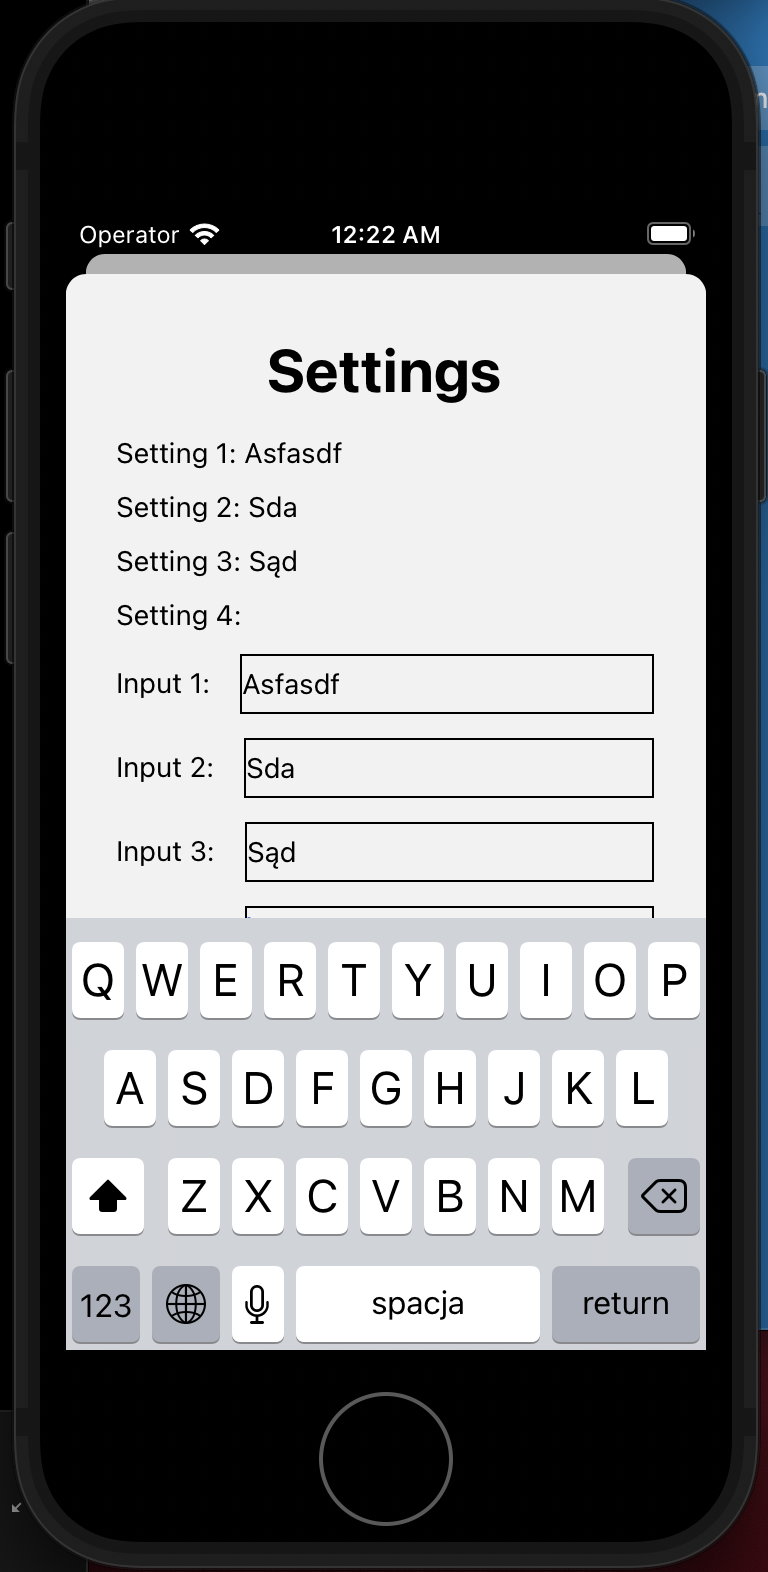 Operator 12:22 AM
Settings
Setting 1: Asfasdf
Setting 2: Sda
Setting 3: Sąd
Setting 4:
Input 1: Asfasdf
Input 2: Sda
Input 3: Sąd
Q W E R T Y U I O P
A S D F G H J K L
Z X C V B N M
123 spacja return